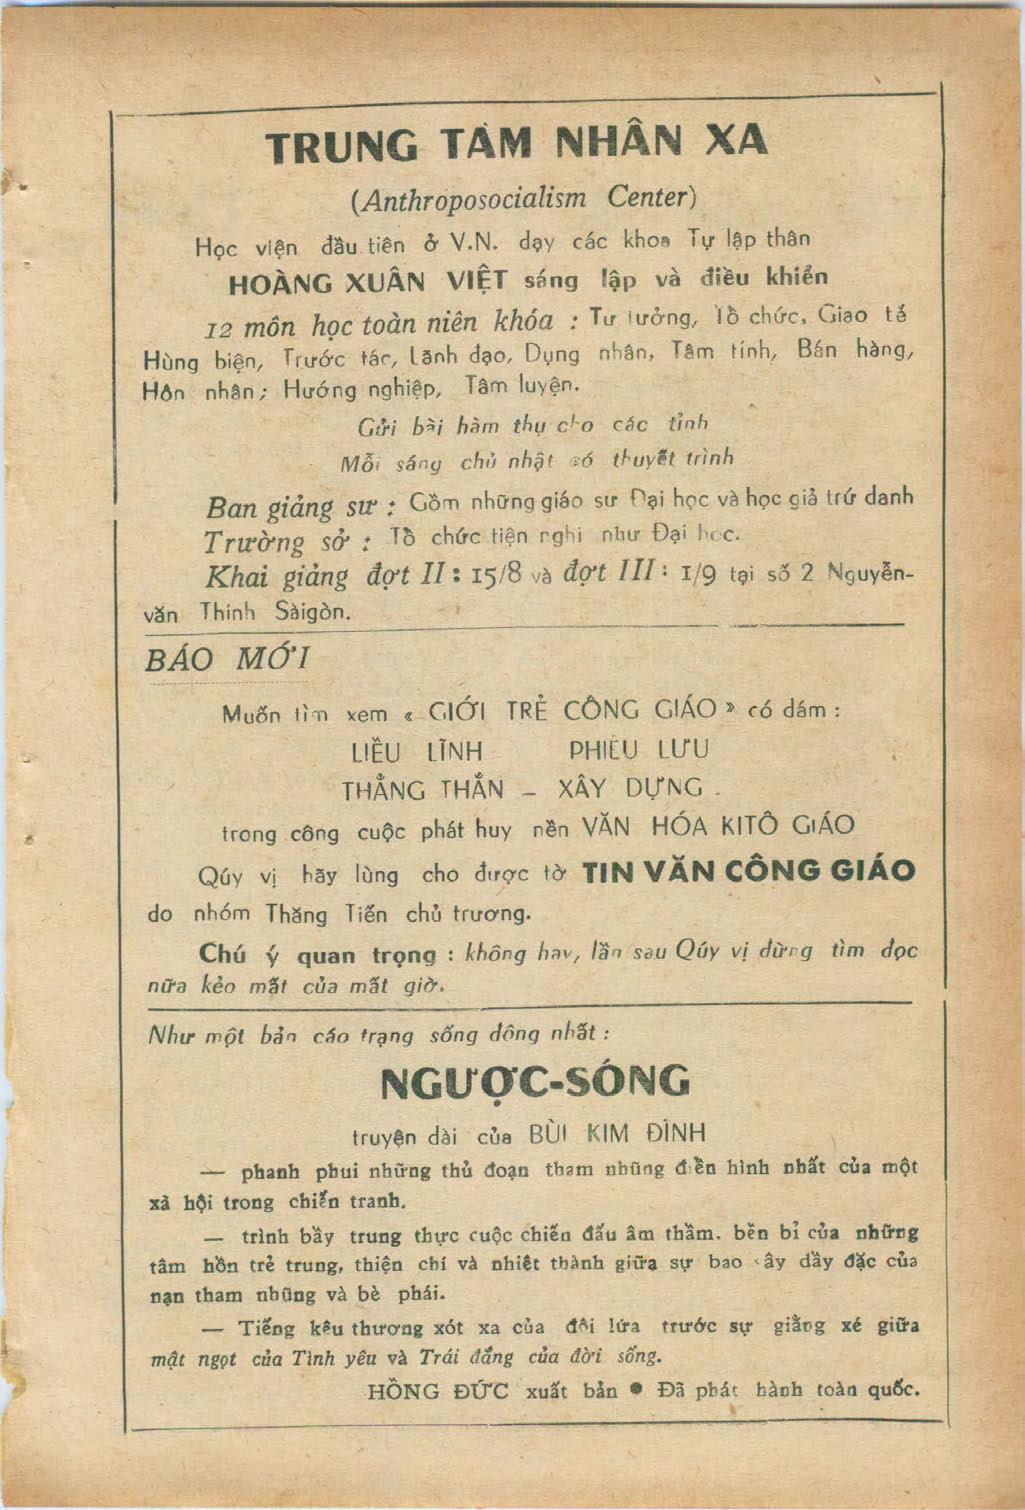 TRUNG TÂM NHÂN XA
(Anthroposocialism Center)
Học viện đầu tiên ở V.N. dạy các khoa Tự lập thân
HOÀNG XUÂN VIỆT sáng lập và điều khiển
12 môn học toàn niên khóa : Tư tưởng, Tổ chức, Giao tế
Hùng biện, Trước tác, Lãnh đạo, Dụng nhân, Tâm tính, Bán hàng,
Hôn nhân; Hướng nghiệp, Tâm luyện.
Gửi bài hàm thụ cho các tỉnh
Mỗi sáng chủ nhật có thuyết trình
Ban giảng sư : Gồm những giáo sư Đại học và học giả trứ danh
Trường sở : Tổ chức tiện nghi như Đại học.
Khai giảng đợt II : 15/8 và đợt III : 1/9 tại số 2 Nguyễn-
văn Thinh Sàigòn.
BÁO MỚI
Muốn tìm xem « GIỚI TRẺ CÔNG GIÁO » có dám :
LIỀU LĨNH PHIÊU LƯU
THẲNG THẮN – XÂY DỰNG .
trong công cuộc phát huy nền VĂN HÓA KITÔ GIÁO
Qúy vị hãy lùng cho được tờ TIN VĂN CÔNG GIÁO
do nhóm Thăng Tiến chủ trương.
Chú ý quan trọng : không hay, lần sau Qúy vị đừng tìm đọc
nữa kẻo mất của mất giờ.
Như một bản cáo trạng sống động nhất :
NGƯỢC-SÓNG
truyện dài của BÙI KIM ĐÌNH
— phanh phui những thủ đoạn tham nhũng điển hình nhất của một
xã hội trong chiến tranh.
— trình bầy trung thực cuộc chiến đấu âm thầm. bền bỉ của những
tâm hồn trẻ trung, thiện chí và nhiệt thành giữa sự bao vây dầy đặc của
nạn tham nhũng và bè phái.
— Tiếng kêu thương xót xa của đôi lứa trước sự giằng xé giữa
mật ngọt của Tình yêu và Trái đắng của đời sống.
HỒNG ĐỨC xuất bản ● Đã phát hành toàn quốc.